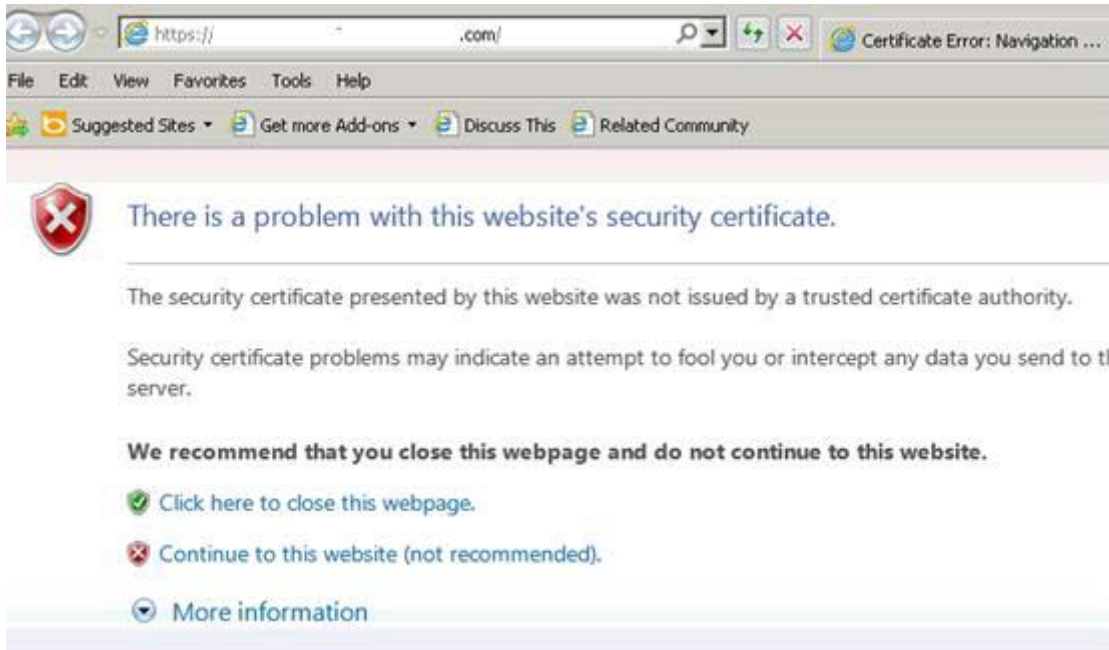 https:// .com/ Certificate Error: Navigation ...
File Edit View Favorites Tools Help
Suggested Sites Get more Add-ons Discuss This Related Community
There is a problem with this website's security certificate.
The security certificate presented by this website was not issued by a trusted certificate authority.
Security certificate problems may indicate an attempt to fool you or intercept any data you send to
server.
We recommend that you close this webpage and do not continue to this website.
Click here to close this webpage.
Continue to this website (not recommended).
More information